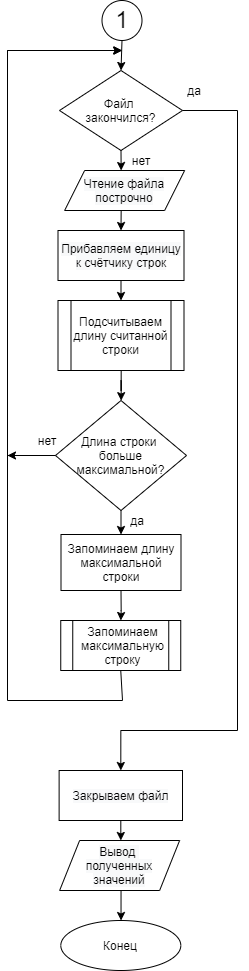 1
Файл
закончился?
да
нет
Чтение файла
построчно
Прибавляем единицу
к счётчику строк
Подсчитываем
длину считанной
строки
нет
Длина строки
больше
максимальной?
да
Запоминаем длину
максимальной
строки
Запоминаем
максимальную
строку
Закрываем файл
Вывод
полученных
значений
Конец